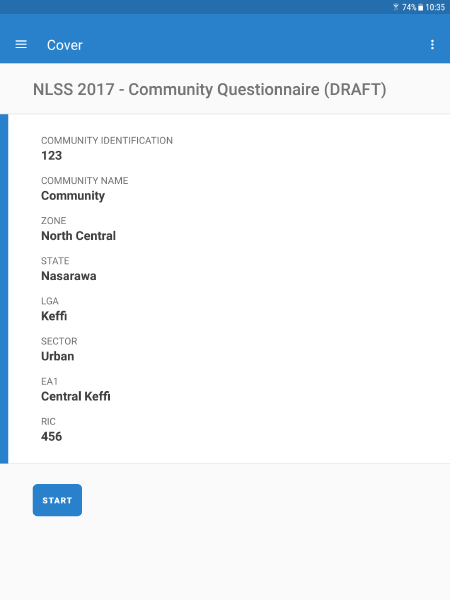 74% 10:35
Cover
NLSS 2017 - Community Questionnaire (DRAFT)
COMMUNITY IDENTIFICATION
123
COMMUNITY NAME
Community
ZONE
North Central
STATE
Nasarawa
LGA
Keffi
SECTOR
Urban
EA1
Central Keffi
RIC
456
START